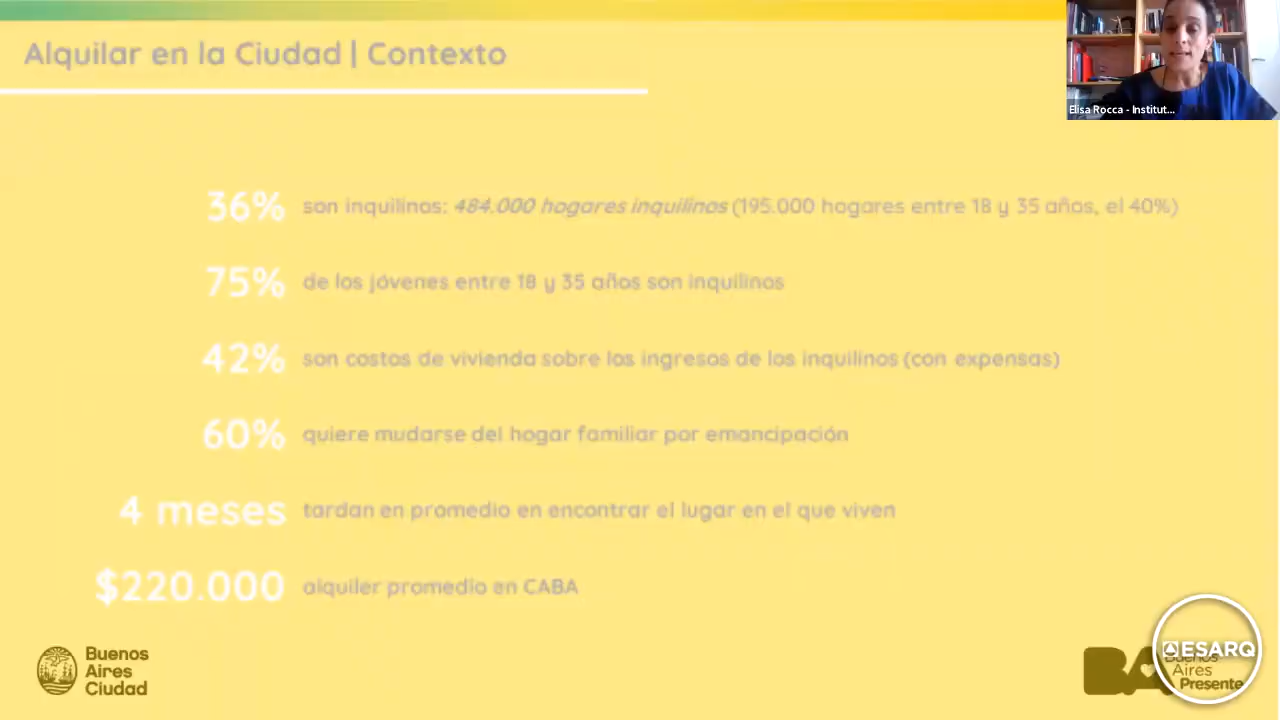 Alquilar en la Ciudad | Contexto
Elisa Rocca - Institut...
36% son inquilinos: 484.000 hogares inquilinos (195.000 hogares entre 18 y 35 años, el 40%)
75% de los jóvenes entre 18 y 35 años son inquilinos
42% son costos de vivienda sobre los ingresos de los inquilinos (con expensas)
60% quiere mudarse del hogar familiar por emancipación
4 meses tardan en promedio en encontrar el lugar en el que viven
$220.000 alquiler promedio en CABA
Buenos
Aires
Ciudad
BA
ESARQ
Buenos
Aires
Presente